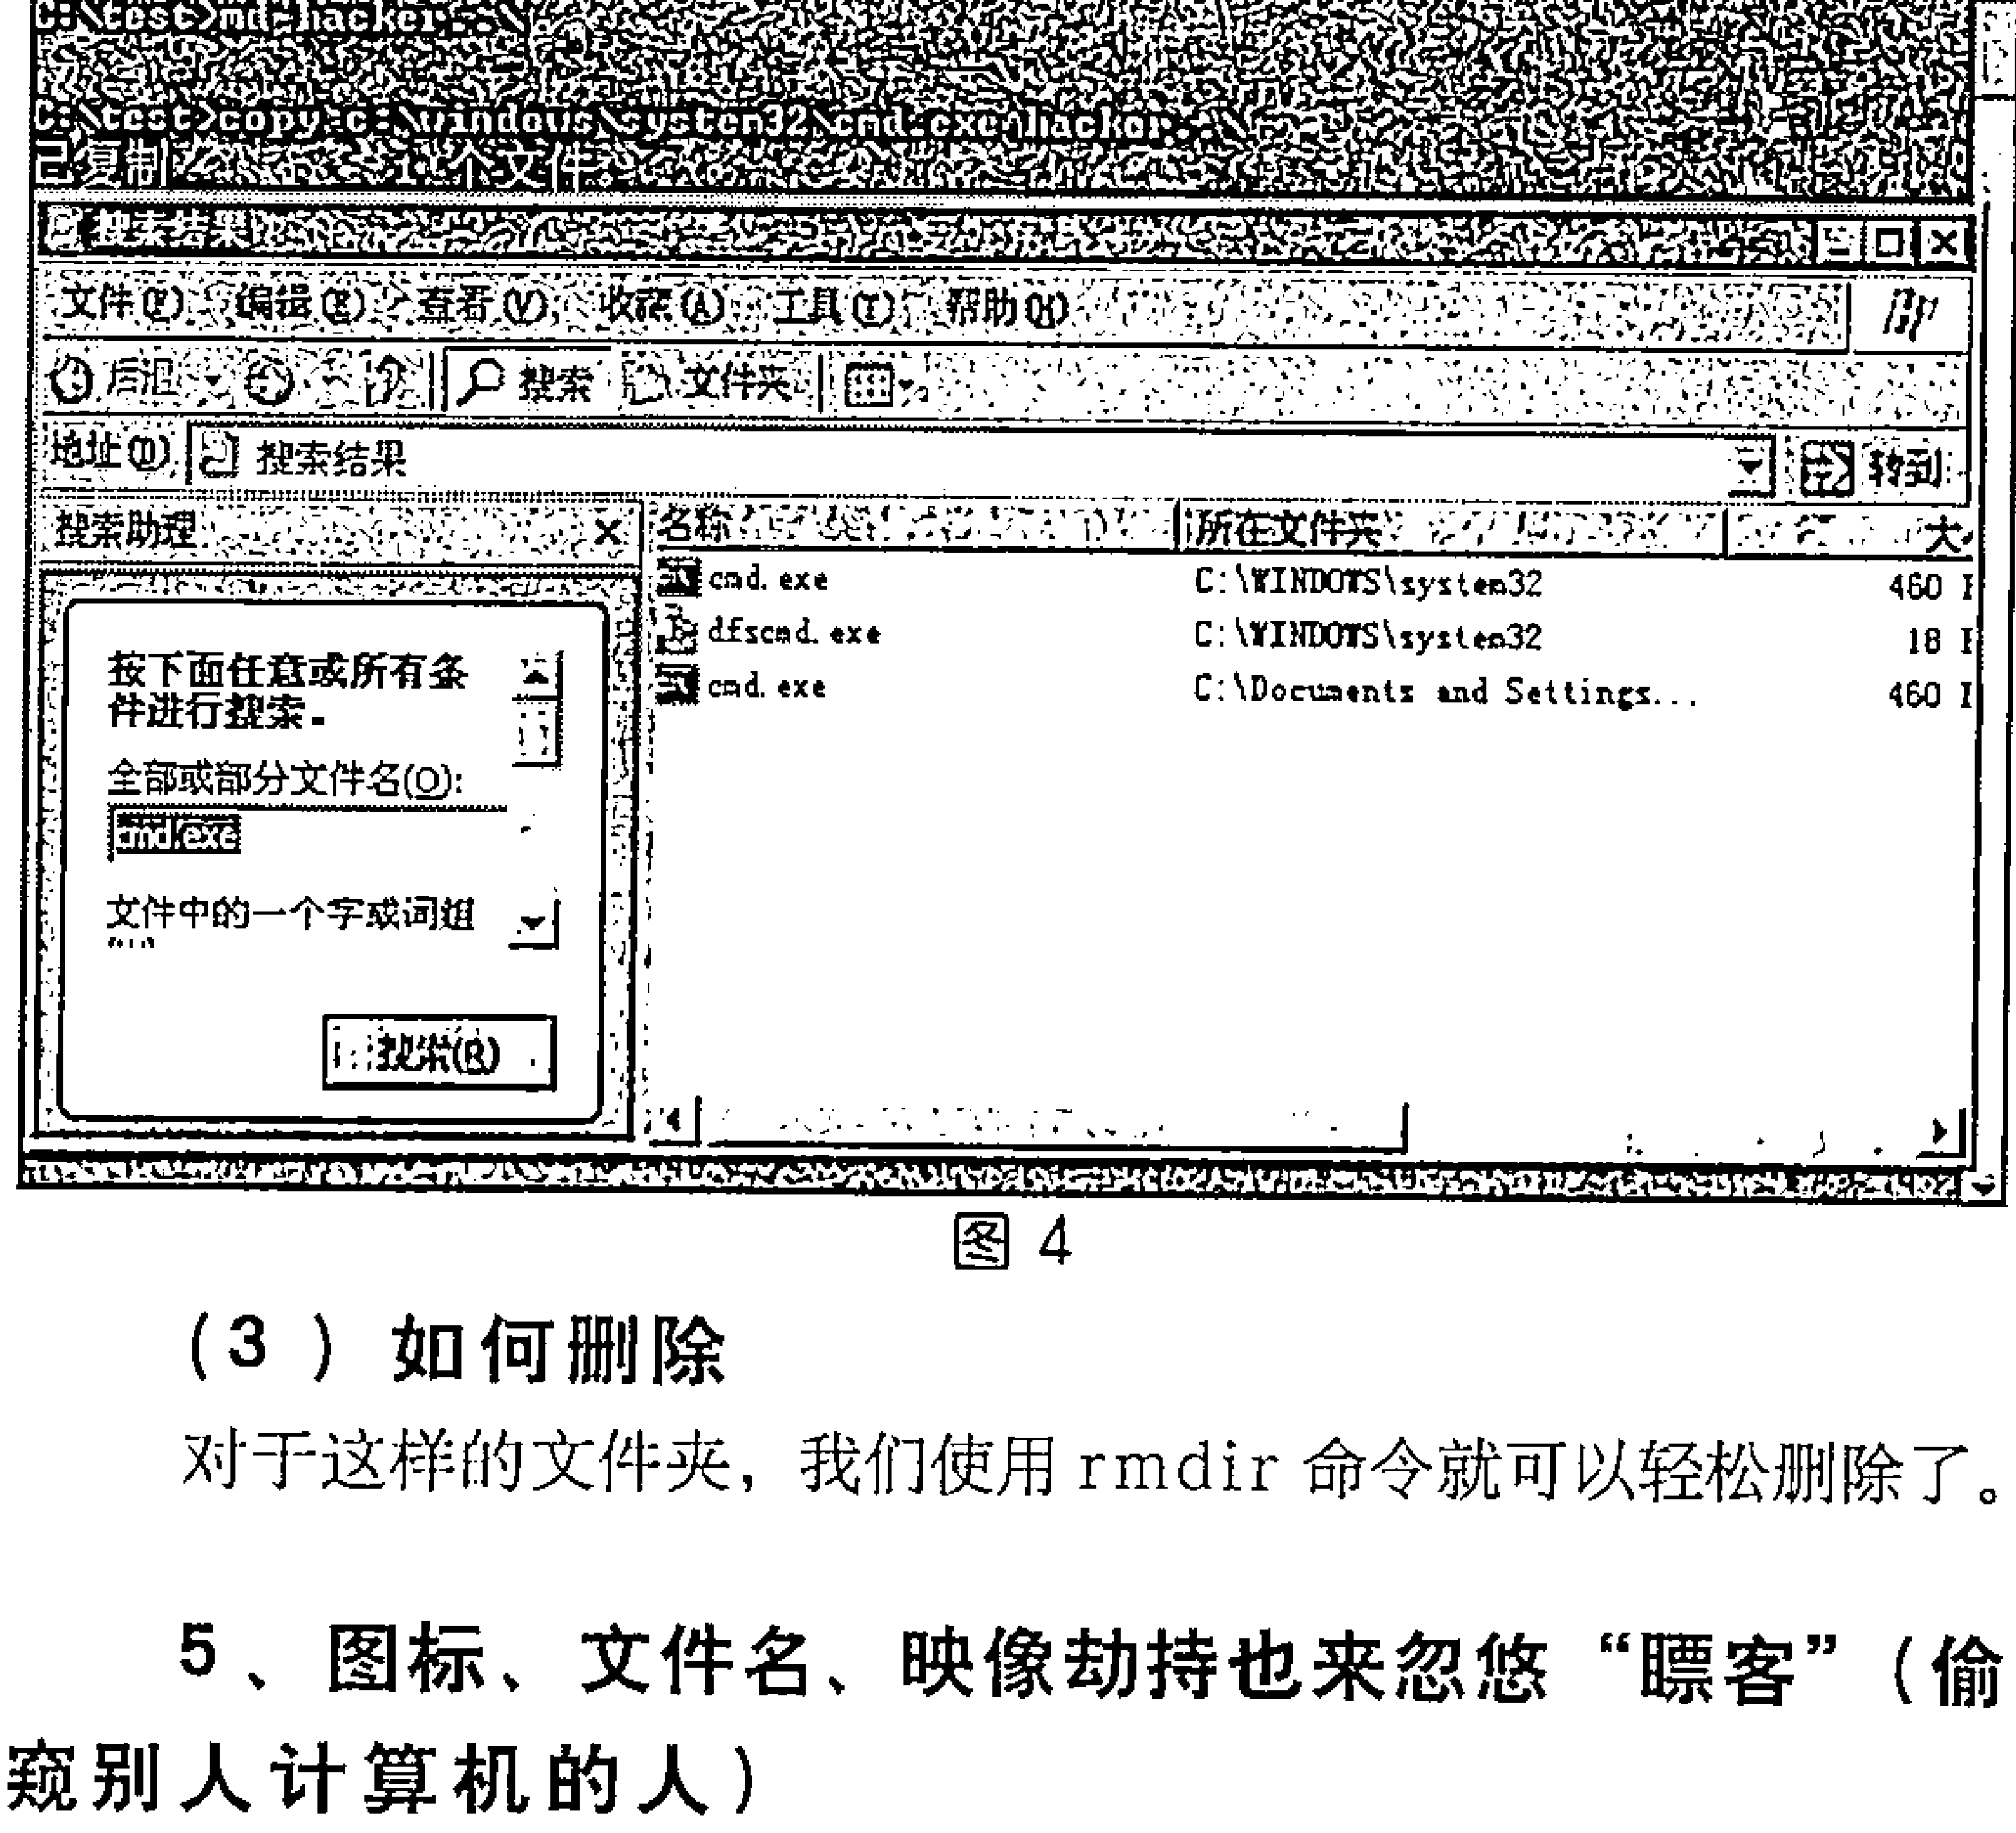 C:\test>md hacker..\
C:\test>copy c:\windows\system32\cmd.exe hacker..\
已复制 1 个文件
搜索结果
文件(F) 编辑(E) 查看(V) 收藏(A) 工具(T) 帮助(H)
后退 搜索 文件夹
地址(D) 搜索结果 转到
搜索助理
名称 所在文件夹 大
cmd.exe C:\WINDOWS\system32 460
dfscmd.exe C:\WINDOWS\system32 18
cmd.exe C:\Documents and Settings... 460
按下面任意或所有条
件进行搜索。
全部或部分文件名(O):
cmd.exe
文件中的一个字或词组
搜索(R)
图 4
(3) 如何删除
对于这样的文件夹，我们使用 rmdir 命令就可以轻松删除了。
5、图标、文件名、映像劫持也来忽悠“瞟客”(偷
窥别人计算机的人)